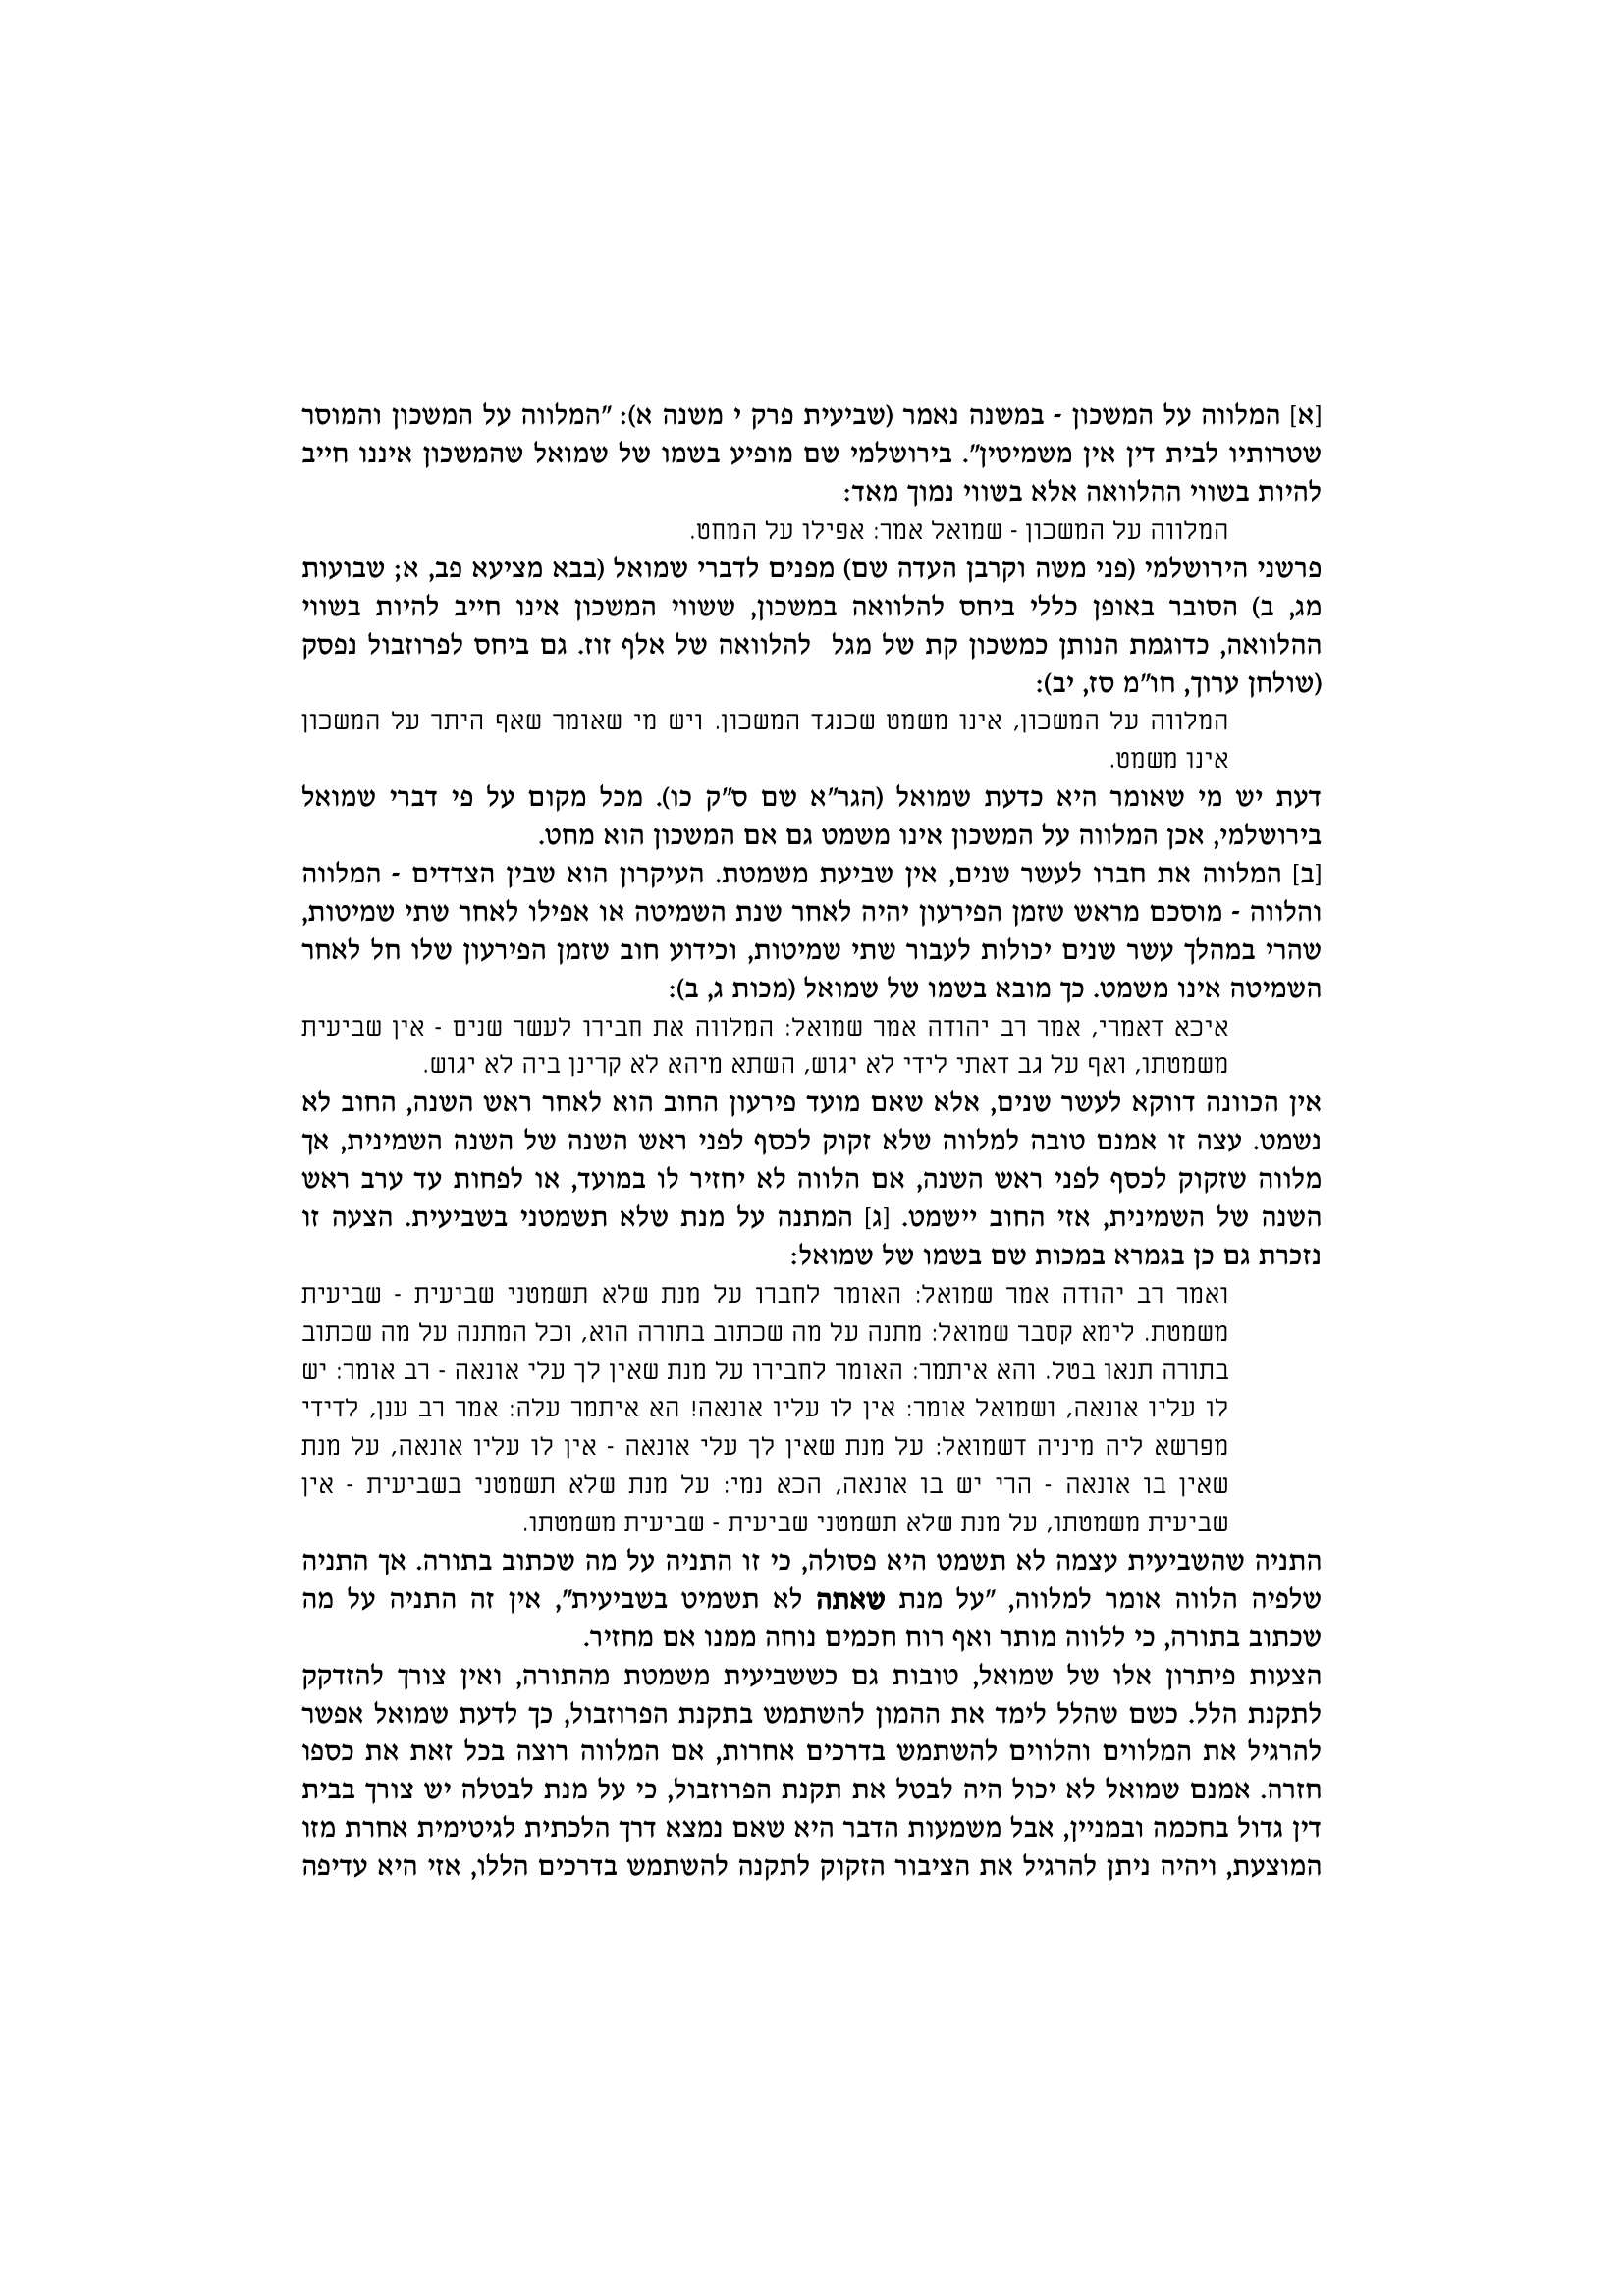 [א] המלווה על המשכון - במשנה נאמר (שביעית פרק י משנה א): "המלווה על המשכון והמוסר
שטרותיו לבית דין אין משמיטין". בירושלמי שם מופיע בשמו של שמואל שהמשכון איננו חייב
להיות בשווי ההלוואה אלא בשווי נמוך מאד:
המלווה על המשכון - שמואל אמר: אפילו על המחט.
פרשני הירושלמי (פני משה וקרבן העדה שם) מפנים לדברי שמואל (בבא מציעא פב, א; שבועות
מג, ב) הסובר באופן כללי ביחס להלוואה במשכון, ששווי המשכון אינו חייב להיות בשווי
ההלוואה, כדוגמת הנותן כמשכון קת של מגל להלוואה של אלף זוז. גם ביחס לפרוזבול נפסק
(שולחן ערוך, חו"מ סז, יב):
המלווה על המשכון, אינו משמט שכנגד המשכון. ויש מי שאומר שאף היתר על המשכון
אינו משמט.
דעת יש מי שאומר היא כדעת שמואל (הגר"א שם ס"ק כו). מכל מקום על פי דברי שמואל
בירושלמי, אכן המלווה על המשכון אינו משמט גם אם המשכון הוא מחט.
[ב] המלווה את חברו לעשר שנים, אין שביעת משמטת. העיקרון הוא שבין הצדדים - המלווה
והלווה - מוסכם מראש שזמן הפירעון יהיה לאחר שנת השמיטה או אפילו לאחר שתי שמיטות,
שהרי במהלך עשר שנים יכולות לעבור שתי שמיטות, וכידוע חוב שזמן הפירעון שלו חל לאחר
השמיטה אינו משמט. כך מובא בשמו של שמואל (מכות ג, ב):
איכא דאמרי, אמר רב יהודה אמר שמואל: המלווה את חבירו לעשר שנים - אין שביעית
משמטתו, ואף על גב דאתי לידי לא יגוש, השתא מיהא לא קרינן ביה לא יגוש.
אין הכוונה דווקא לעשר שנים, אלא שאם מועד פירעון החוב הוא לאחר ראש השנה, החוב לא
נשמט. עצה זו אמנם טובה למלווה שלא זקוק לכסף לפני ראש השנה של השנה השמינית, אך
מלווה שזקוק לכסף לפני ראש השנה, אם הלווה לא יחזיר לו במועד, או לפחות עד ערב ראש
השנה של השמינית, אזי החוב יישמט. [ג] המתנה על מנת שלא תשמטני בשביעית. הצעה זו
נזכרת גם כן בגמרא במכות שם בשמו של שמואל:
ואמר רב יהודה אמר שמואל: האומר לחברו על מנת שלא תשמטני שביעית - שביעית
משמטת. לימא קסבר שמואל: מתנה על מה שכתוב בתורה הוא, וכל המתנה על מה שכתוב
בתורה תנאו בטל. והא איתמר: האומר לחבירו על מנת שאין לך עלי אונאה - רב אומר: יש
לו עליו אונאה, ושמואל אומר: אין לו עליו אונאה! הא איתמר עלה: אמר רב ענן, לדידי
מפרשא ליה מיניה דשמואל: על מנת שאין לך עלי אונאה - אין לו עליו אונאה, על מנת
שאין בו אונאה - הרי יש בו אונאה, הכא נמי: על מנת שלא תשמטני בשביעית - אין
שביעית משמטתו, על מנת שלא תשמטני שביעית - שביעית משמטתו.
התניה שהשביעית עצמה לא תשמט היא פסולה, כי זו התניה על מה שכתוב בתורה. אך התניה
שלפיה הלווה אומר למלווה, "על מנת שאתה לא תשמיט בשביעית", אין זה התניה על מה
שכתוב בתורה, כי ללווה מותר ואף רוח חכמים נוחה ממנו אם מחזיר.
הצעות פיתרון אלו של שמואל, טובות גם כששביעית משמטת מהתורה, ואין צורך להזדקק
לתקנת הלל. כשם שהלל לימד את ההמון להשתמש בתקנת הפרוזבול, כך לדעת שמואל אפשר
להרגיל את המלווים והלווים להשתמש בדרכים אחרות, אם המלווה רוצה בכל זאת את כספו
חזרה. אמנם שמואל לא יכול היה לבטל את תקנת הפרוזבול, כי על מנת לבטלה יש צורך בבית
דין גדול בחכמה ובמניין, אבל משמעות הדבר היא שאם נמצא דרך הלכתית לגיטימית אחרת מזו
המוצעת, ויהיה ניתן להרגיל את הציבור הזקוק לתקנה להשתמש בדרכים הללו, אזי היא עדיפה